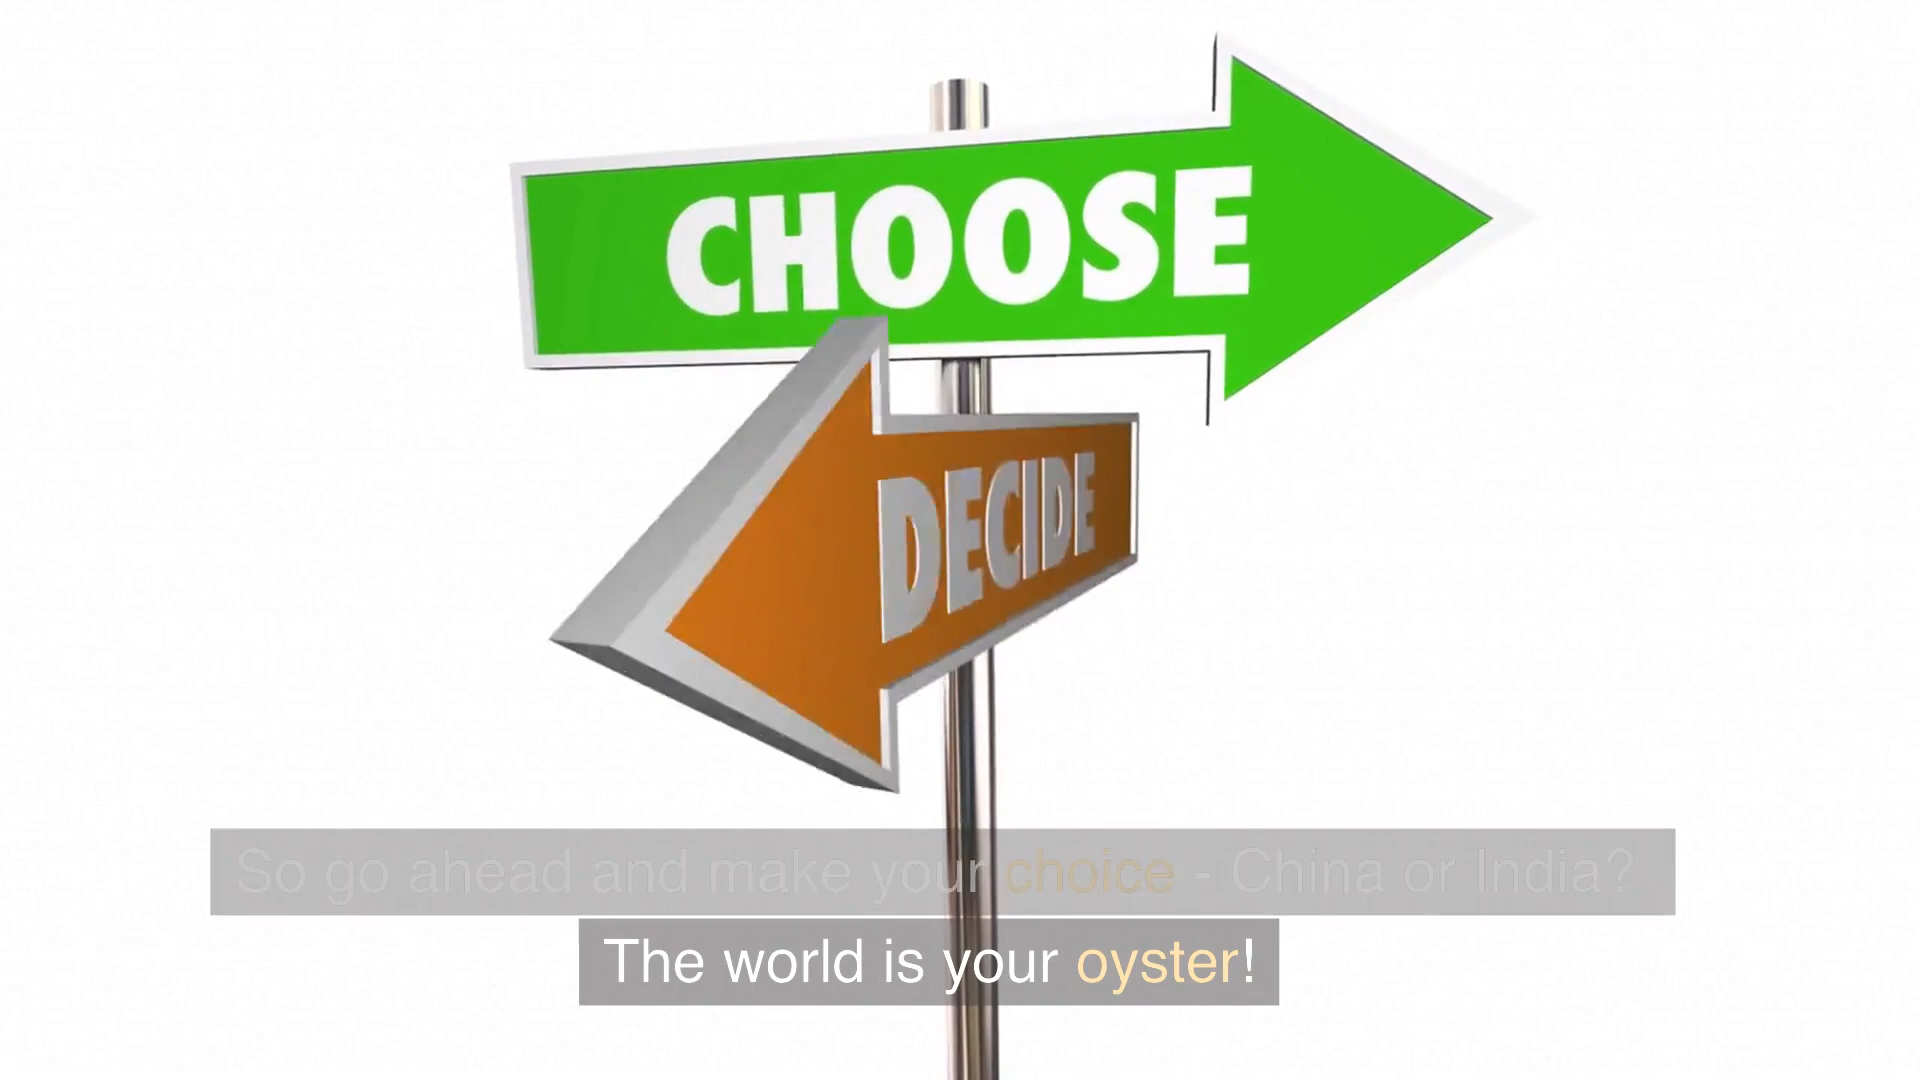 CHOOSE
DECIDE
So go ahead and make your choice - China or India?
The world is your oyster!